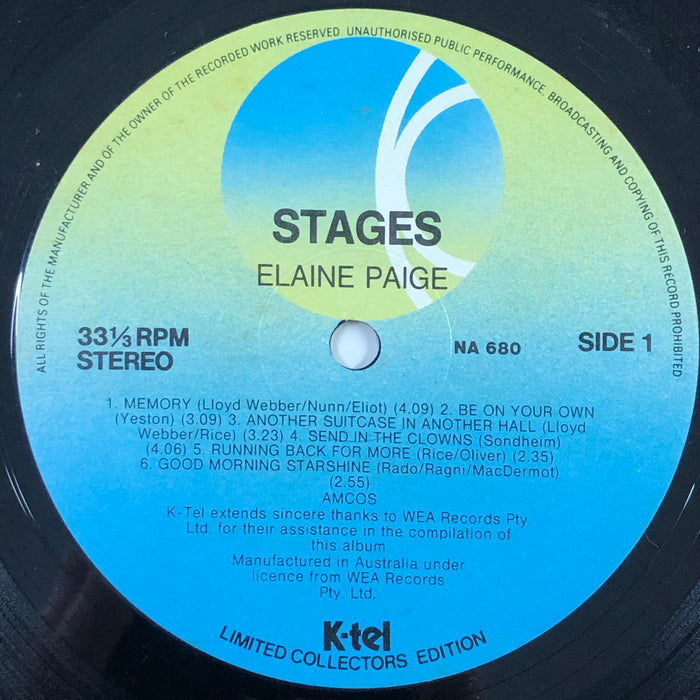 ALL RIGHTS OF THE MANUFACTURER AND OF THE OWNER OF THE RECORDED WORK RESERVED. UNAUTHORISED PUBLIC PERFORMANCE, BROADCASTING AND COPYING OF THIS RECORD PROHIBITED
STAGES
ELAINE PAIGE
33⅓ RPM
STEREO
NA 680
SIDE 1
1. MEMORY (Lloyd Webber/Nunn/Eliot) (4.09) 2. BE ON YOUR OWN
(Yeston) (3.09) 3. ANOTHER SUITCASE IN ANOTHER HALL (Lloyd
Webber/Rice) (3.23) 4. SEND IN THE CLOWNS (Sondheim)
(4.06) 5. RUNNING BACK FOR MORE (Rice/Oliver) (2.35)
6. GOOD MORNING STARSHINE (Rado/Ragni/MacDermot)
(2.55)
AMCOS
K-Tel extends sincere thanks to WEA Records Pty.
Ltd. for their assistance in the compilation of
this album
Manufactured in Australia under
licence from WEA Records
Pty. Ltd.
K-tel
LIMITED COLLECTORS EDITION